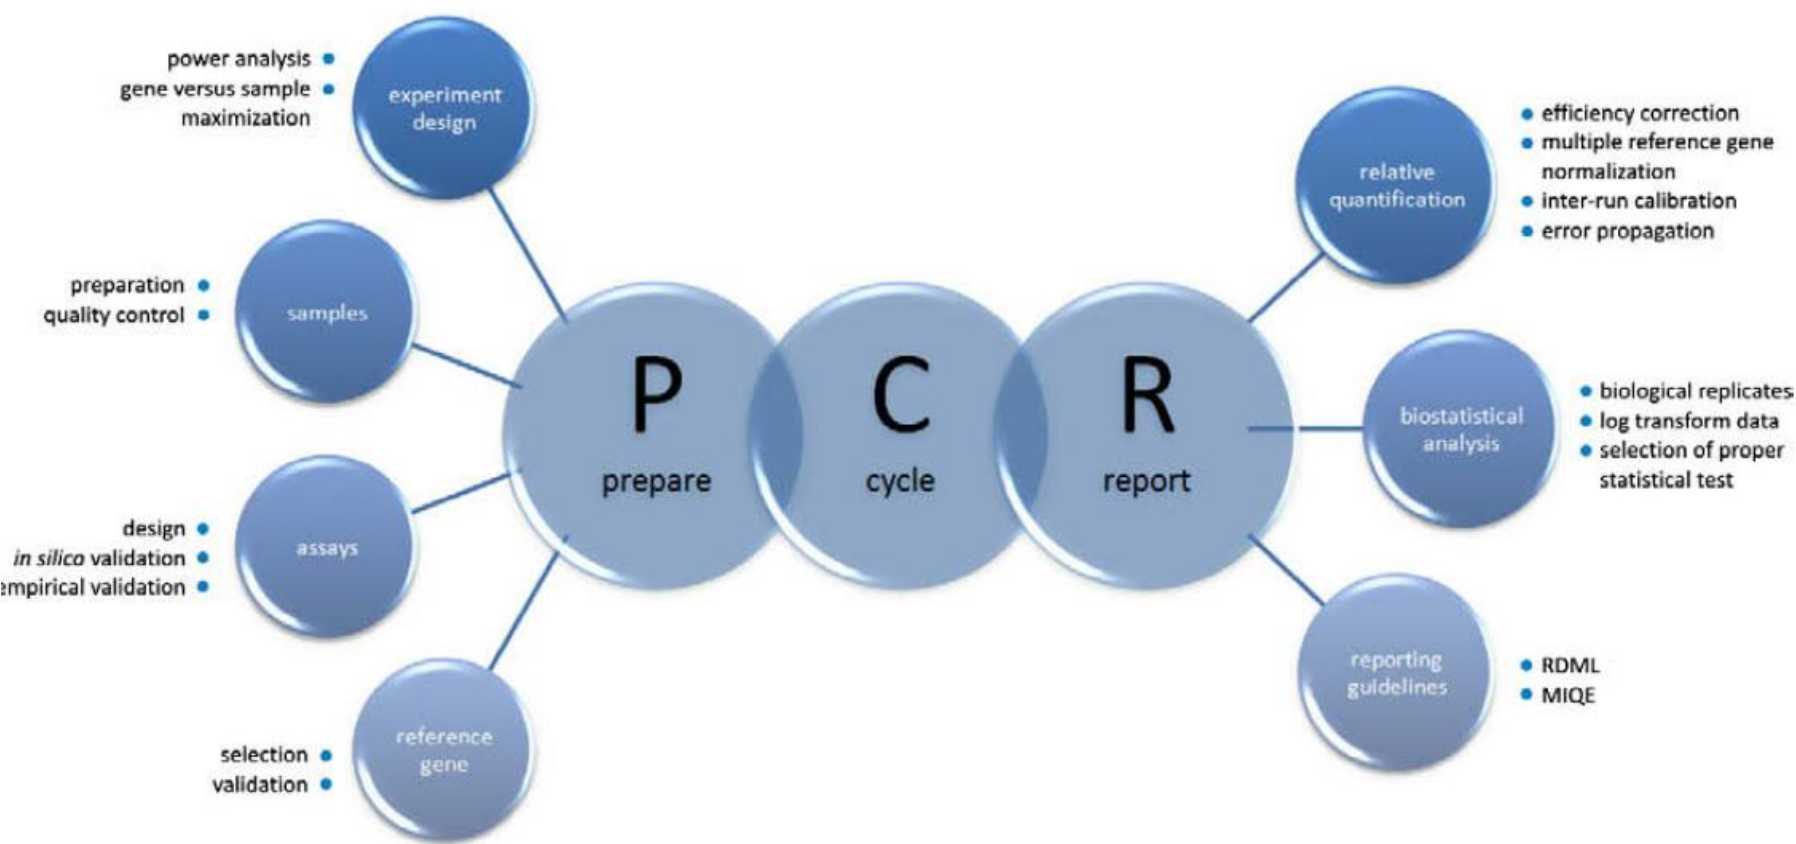 power analysis
gene versus sample
maximization
experiment
design
preparation
quality control
samples
design
in silico validation
empirical validation
assays
selection
validation
reference
gene
P
prepare
C
cycle
R
report
relative
quantification
efficiency correction
multiple reference gene
normalization
inter-run calibration
error propagation
biostatistical
analysis
biological replicates
log transform data
selection of proper
statistical test
reporting
guidelines
RDML
MIQE